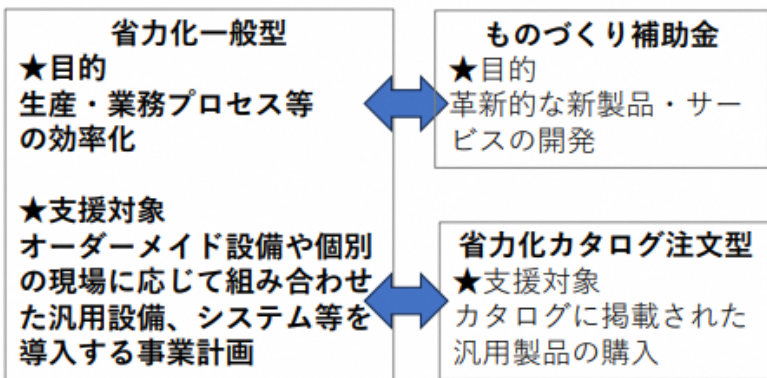 省力化一般型
★目的
生産・業務プロセス等
の効率化
★支援対象
オーダーメイド設備や個別
の現場に応じて組み合わせ
た汎用設備、システム等を
導入する事業計画
ものづくり補助金
★目的
革新的な新製品・サー
ビスの開発
省力化カタログ注文型
★支援対象
カタログに掲載された
汎用製品の購入